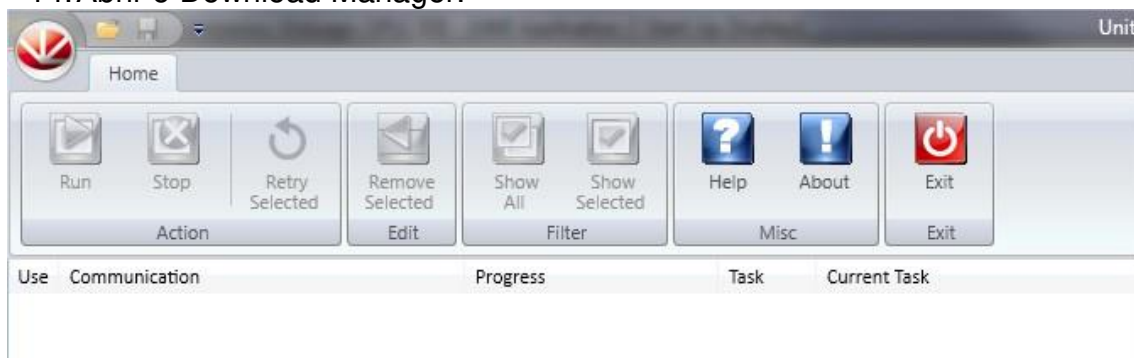 Unit
Home
Run Stop Retry Selected Remove Selected Show All Show Selected Help About Exit
Action Edit Filter Misc Exit
Use Communication Progress Task Current Task